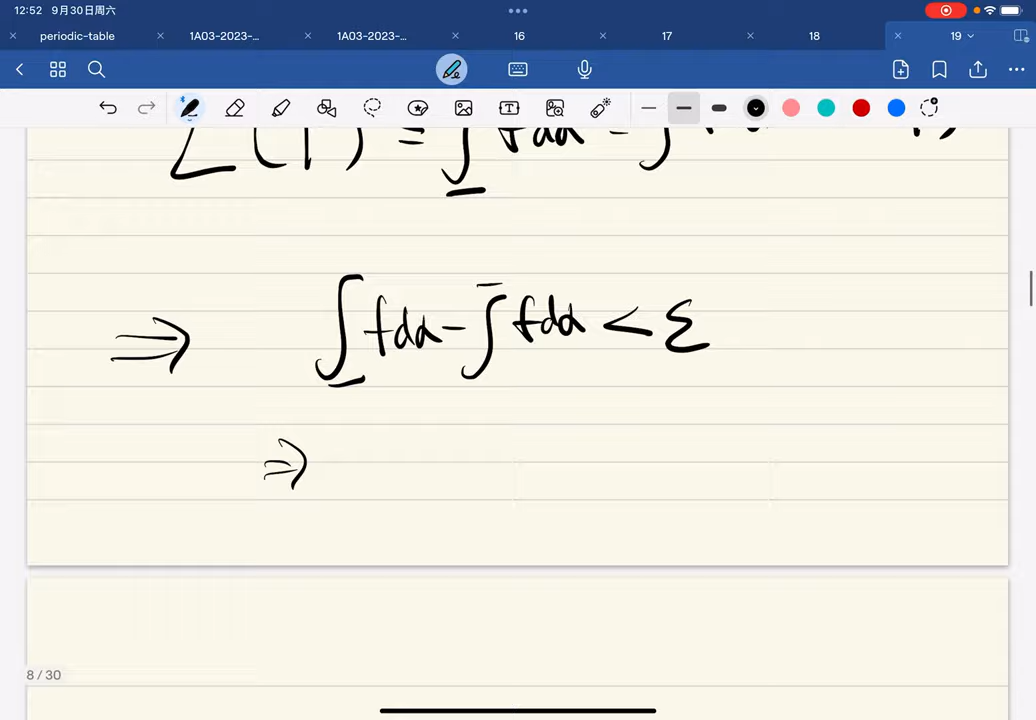 12:52 9月30日周六
periodic-table 1A03-2023-... 1A03-2023-... 16 17 18 19
⇒ ∫̲ f dα − ∫̄ f dα < ε
⇒
8 / 30